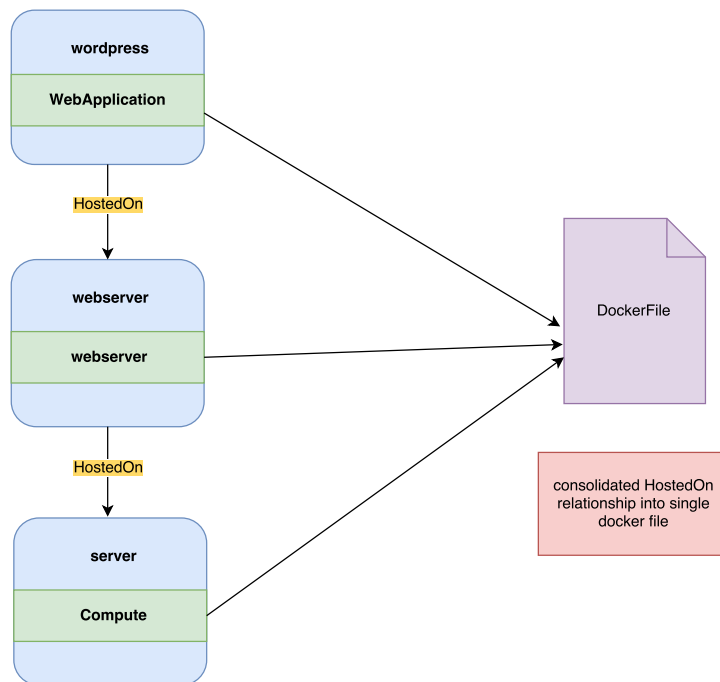 wordpress
WebApplication
HostedOn
webserver
webserver
HostedOn
server
Compute
DockerFile
consolidated HostedOn
relationship into single
docker file